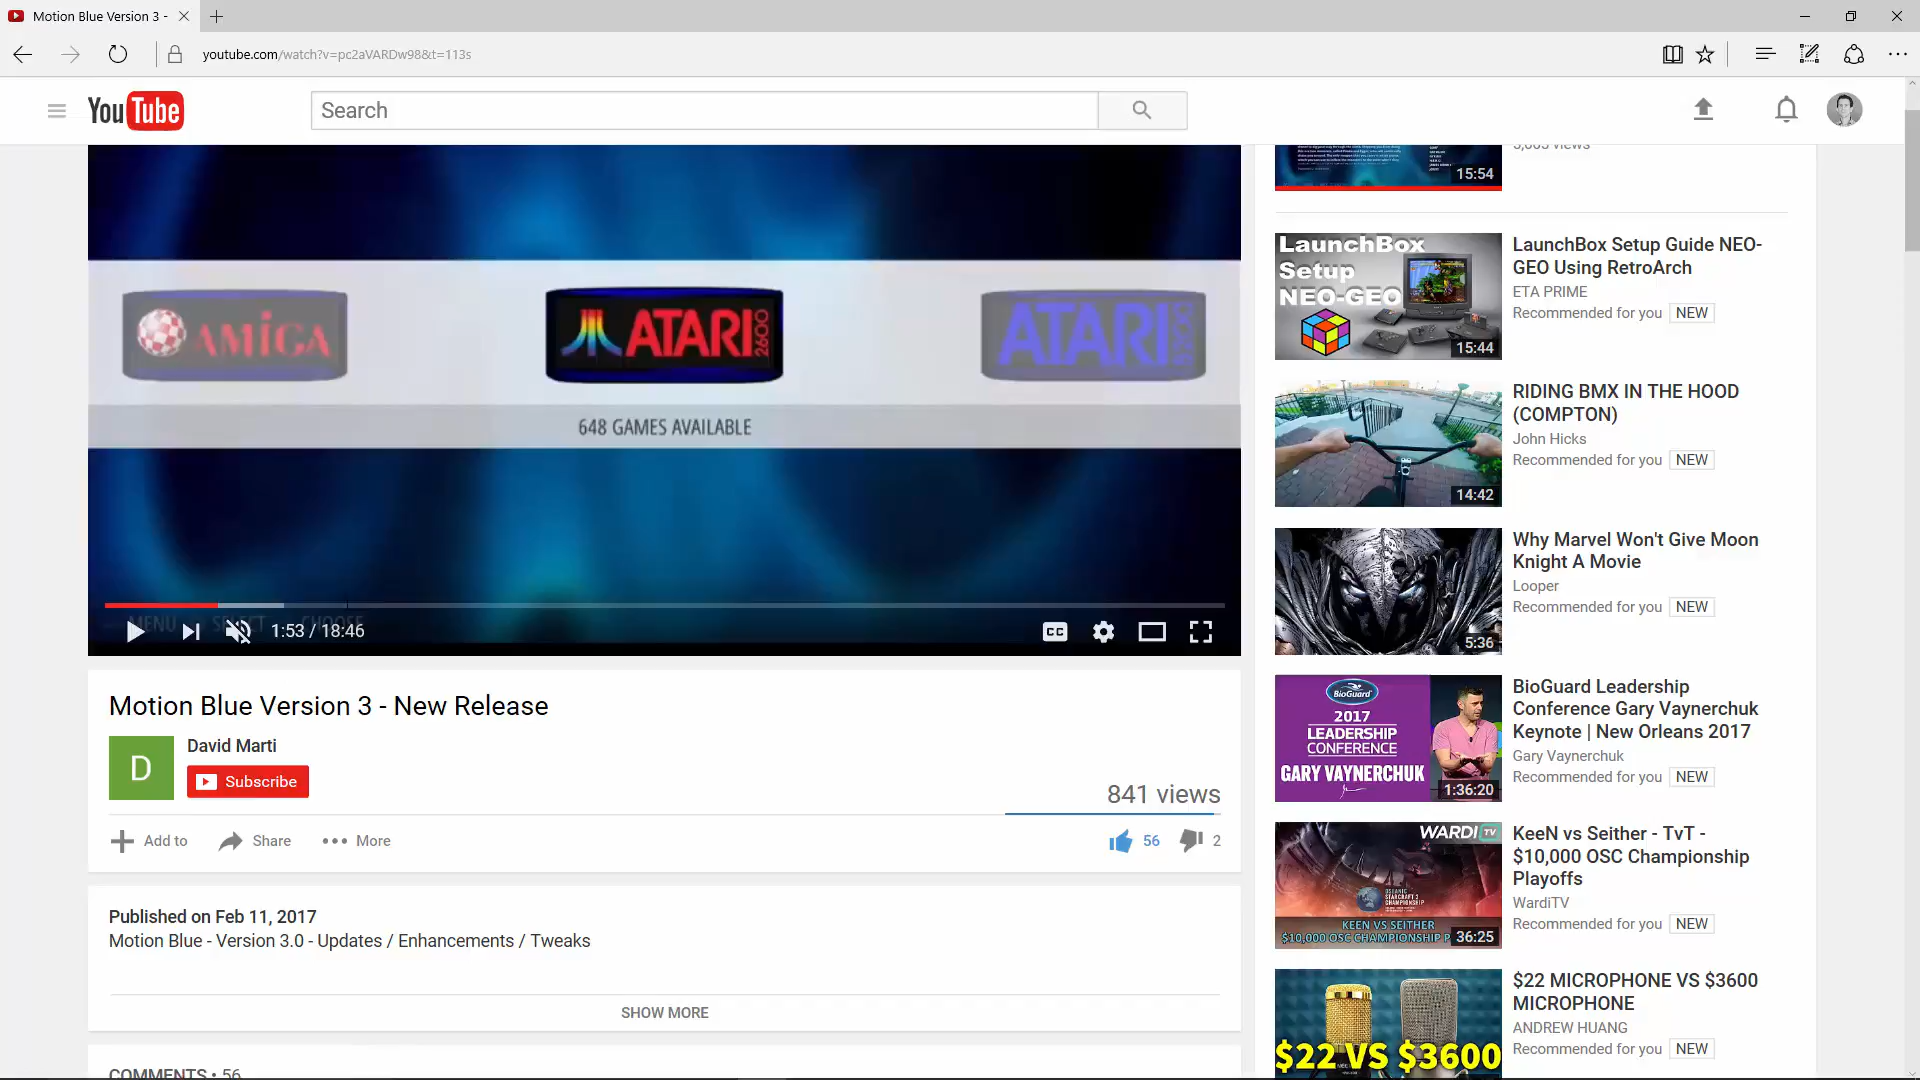 Motion Blue Version 3 -
youtube.com/watch?v=pc2aVARDw98&t=113s
YouTube
Search
AMIGA
ATARI 2600
ATARI
648 GAMES AVAILABLE
1:53 / 18:46
CC
Motion Blue Version 3 - New Release
D
David Marti
Subscribe
841 views
Add to
Share
More
56
2
Published on Feb 11, 2017
Motion Blue - Version 3.0 - Updates / Enhancements / Tweaks
SHOW MORE
COMMENTS • 56
15:54
LaunchBox
Setup
NEO-GEO
15:44
LaunchBox Setup Guide NEO-
GEO Using RetroArch
ETA PRIME
Recommended for you NEW
14:42
RIDING BMX IN THE HOOD
(COMPTON)
John Hicks
Recommended for you NEW
5:36
Why Marvel Won't Give Moon
Knight A Movie
Looper
Recommended for you NEW
BioGuard
2017
LEADERSHIP
CONFERENCE
GARY VAYNERCHUK
1:36:20
BioGuard Leadership
Conference Gary Vaynerchuk
Keynote | New Orleans 2017
Gary Vaynerchuk
Recommended for you NEW
WARDI TV
KEEN VS SEITHER
$10,000 OSC CHAMPIONSHIP P
36:25
KeeN vs Seither - TvT -
$10,000 OSC Championship
Playoffs
WardiTV
Recommended for you NEW
$22 VS $3600
$22 MICROPHONE VS $3600
MICROPHONE
ANDREW HUANG
Recommended for you NEW